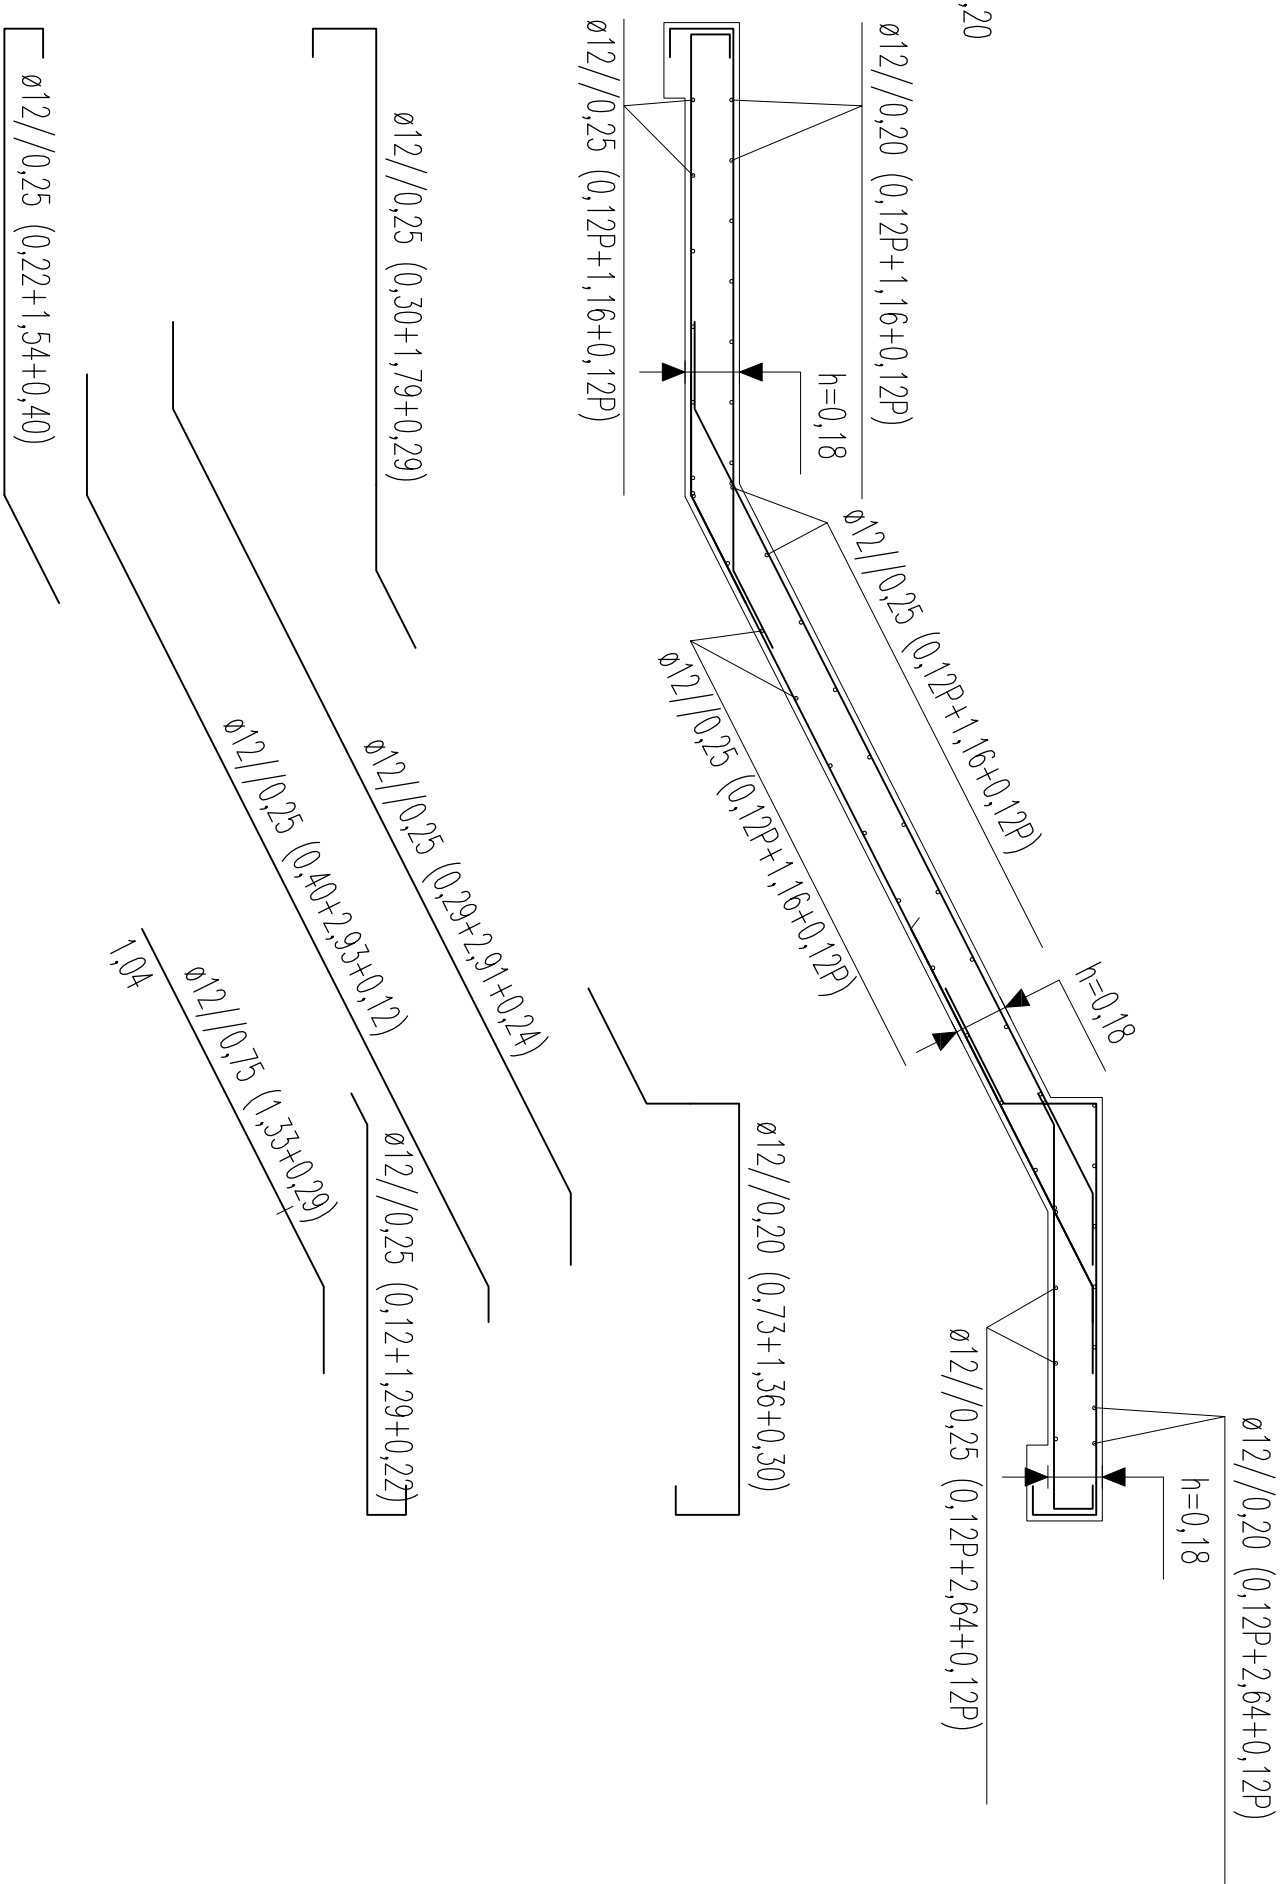 ,20
ø12//0,20 (0,12P+1,16+0,12P)
h=0,18
ø12//0,25 (0,12P+1,16+0,12P)
ø12//0,25 (0,12P+1,16+0,12P)
ø12//0,25 (0,12P+1,16+0,12P)
h=0,18
ø12//0,20 (0,12P+2,64+0,12P)
h=0,18
ø12//0,25 (0,12P+2,64+0,12P)
ø12//0,25 (0,30+1,79+0,29)
ø12//0,20 (0,73+1,36+0,30)
ø12//0,25 (0,29+2,91+0,24)
ø12//0,25 (0,40+2,93+0,12)
ø12//0,25 (0,12+1,29+0,22)
ø12//0,75 (1,33+0,29)
1,04
ø12//0,25 (0,22+1,54+0,40)